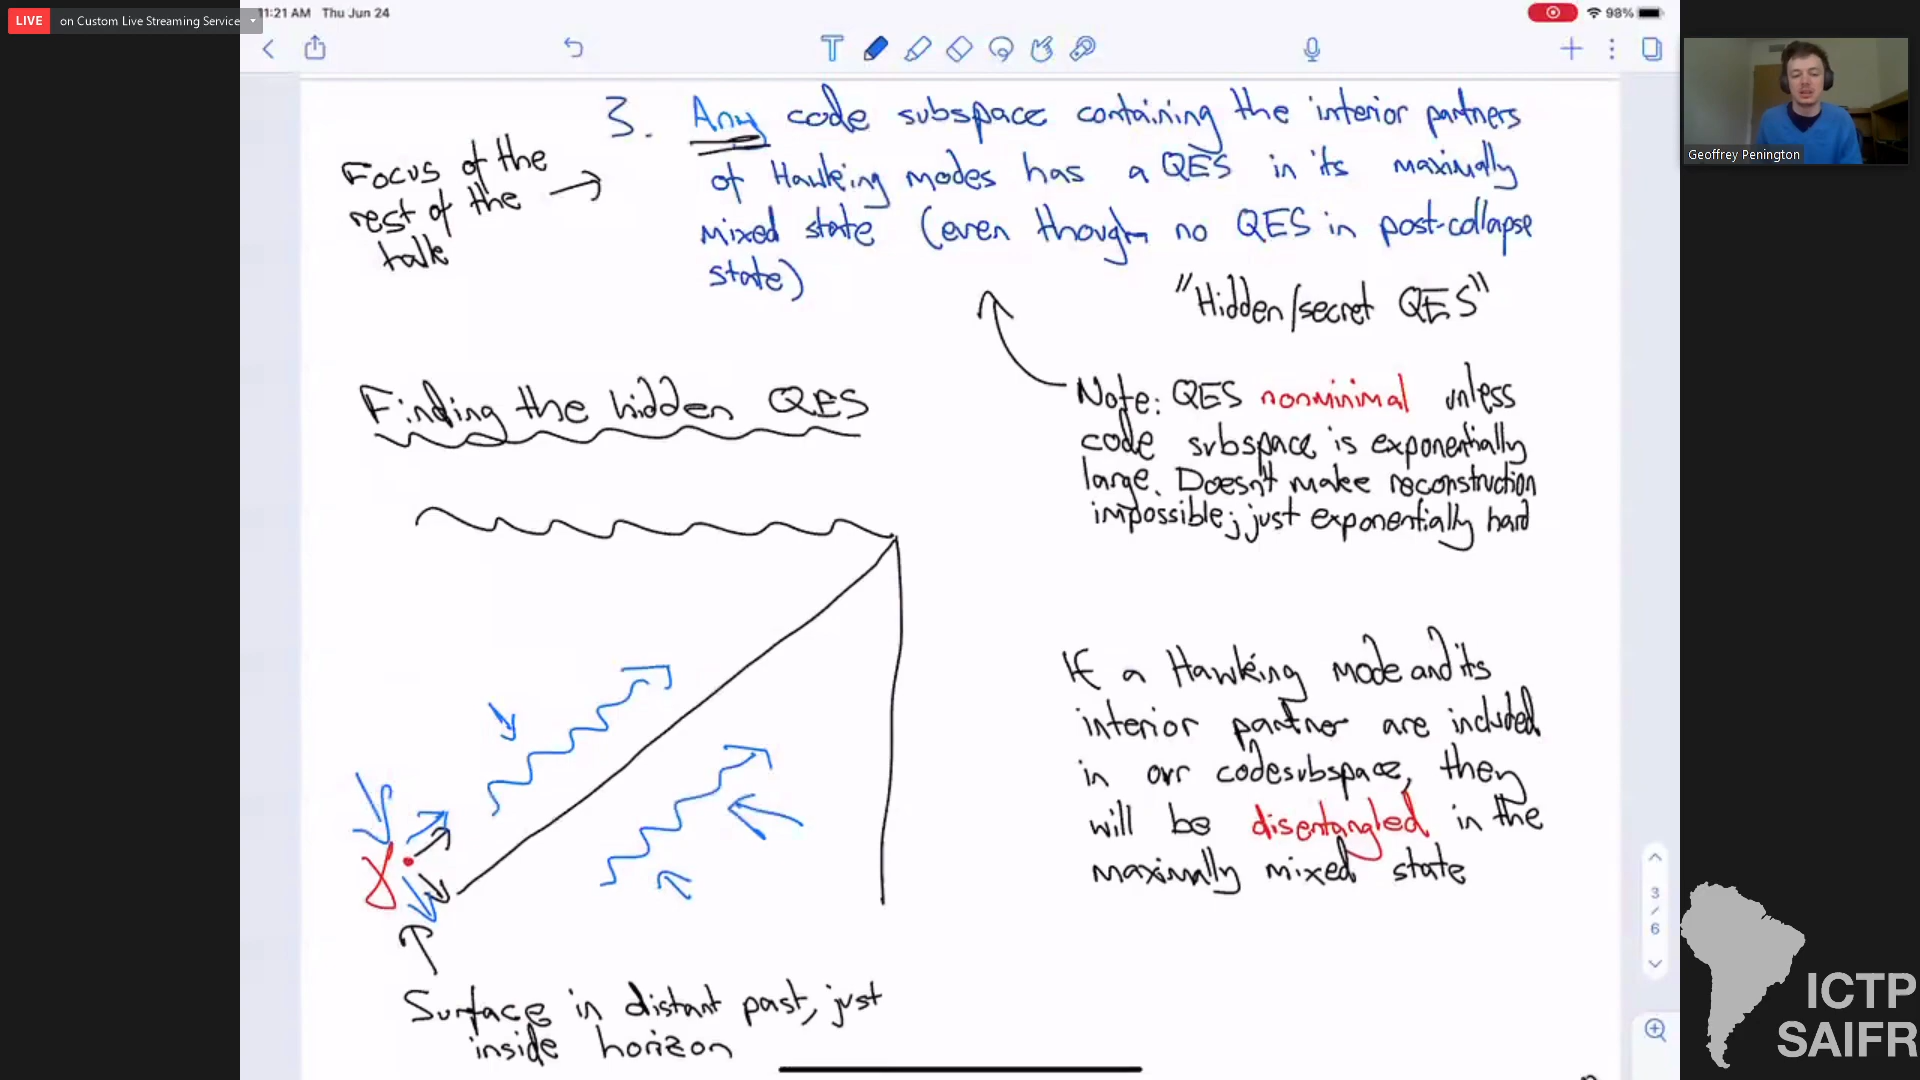 LIVE on Custom Live Streaming Service
11:21 AM Thu Jun 24
98%
T
3. Any code subspace containing the interior partners
of Hawking modes has a QES in its maximally
mixed state (even though no QES in post-collapse
state)
Focus of the
rest of the
talk
"Hidden/secret QES"
Finding the hidden QES
Note: QES nonminimal unless
code subspace is exponentially
large. Doesn't make reconstruction
impossible; just exponentially hard
If a Hawking mode and its
interior partner are included
in our codesubspace, they
will be disentangled in the
maximally mixed state
γ
Surface in distant past, just
inside horizon
3
/
6
Geoffrey Penington
ICTP
SAIFR